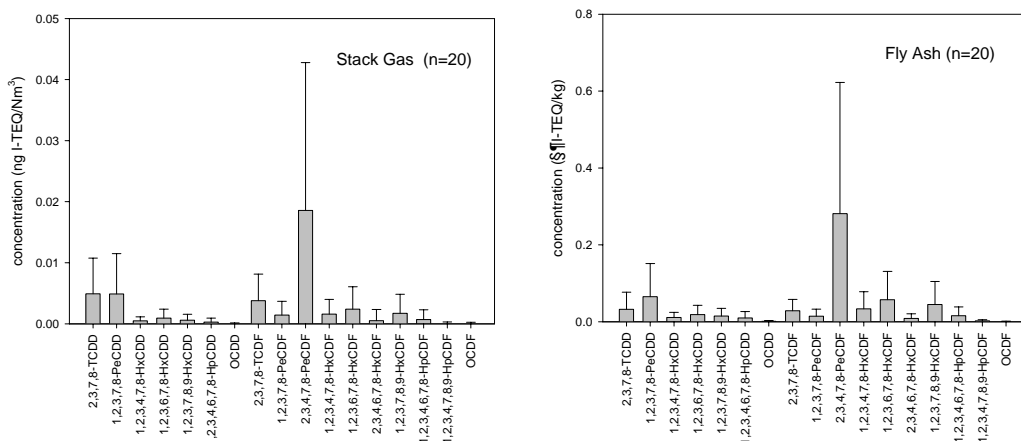 0.05
0.04
0.03
0.02
0.01
0.00
concentration (ng I-TEQ/Nm³)
Stack Gas (n=20)
2,3,7,8-TCDD
1,2,3,7,8-PeCDD
1,2,3,4,7,8-HxCDD
1,2,3,6,7,8-HxCDD
1,2,3,7,8,9-HxCDD
,2,3,4,6,7,8-HpCDD
OCDD
2,3,7,8-TCDF
1,2,3,7,8-PeCDF
2,3,4,7,8-PeCDF
1,2,3,4,7,8-HxCDF
1,2,3,6,7,8-HxCDF
2,3,4,6,7,8-HxCDF
1,2,3,7,8,9-HxCDF
1,2,3,4,6,7,8-HpCDF
1,2,3,4,7,8,9-HpCDF
OCDF
0.8
0.6
0.4
0.2
0.0
concentration (§¶I-TEQ/kg)
Fly Ash (n=20)
2,3,7,8-TCDD
1,2,3,7,8-PeCDD
1,2,3,4,7,8-HxCDD
1,2,3,6,7,8-HxCDD
1,2,3,7,8,9-HxCDD
1,2,3,4,6,7,8-HpCDD
OCDD
2,3,7,8-TCDF
1,2,3,7,8-PeCDF
2,3,4,7,8-PeCDF
1,2,3,4,7,8-HxCDF
1,2,3,6,7,8-HxCDF
2,3,4,6,7,8-HxCDF
1,2,3,7,8,9-HxCDF
1,2,3,4,6,7,8-HpCDF
1,2,3,4,7,8,9-HpCDF
OCDF